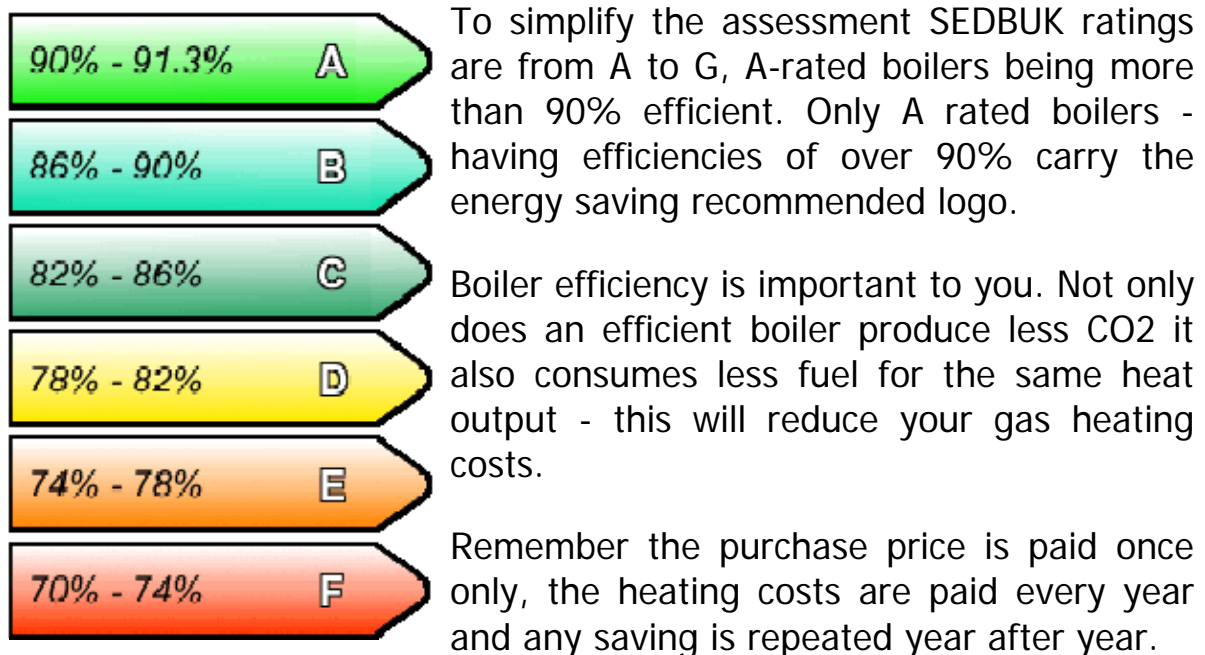 90% - 91.3% A
86% - 90% B
82% - 86% C
78% - 82% D
74% - 78% E
70% - 74% F
To simplify the assessment SEDBUK ratings
are from A to G, A-rated boilers being more
than 90% efficient. Only A rated boilers -
having efficiencies of over 90% carry the
energy saving recommended logo.
Boiler efficiency is important to you. Not only
does an efficient boiler produce less CO2 it
also consumes less fuel for the same heat
output - this will reduce your gas heating
costs.
Remember the purchase price is paid once
only, the heating costs are paid every year
and any saving is repeated year after year.